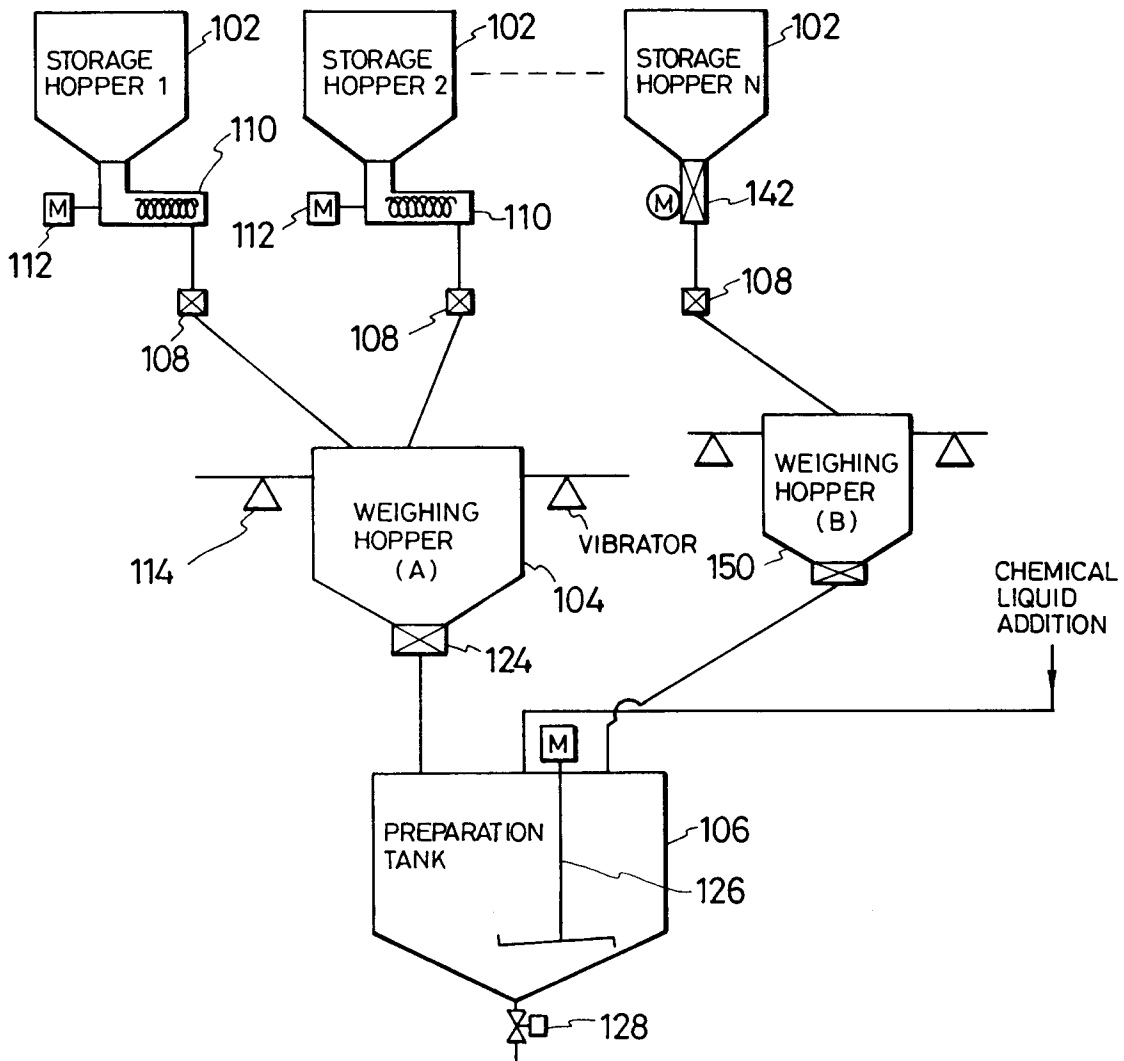 102
102
102
STORAGE
HOPPER 1
STORAGE
HOPPER 2
STORAGE
HOPPER N
110
M
112
M
112
110
M
142
108
108
108
WEIGHING
HOPPER
(A)
114
VIBRATOR
104
WEIGHING
HOPPER
(B)
150
CHEMICAL
LIQUID
ADDITION
124
M
PREPARATION
TANK
106
126
128